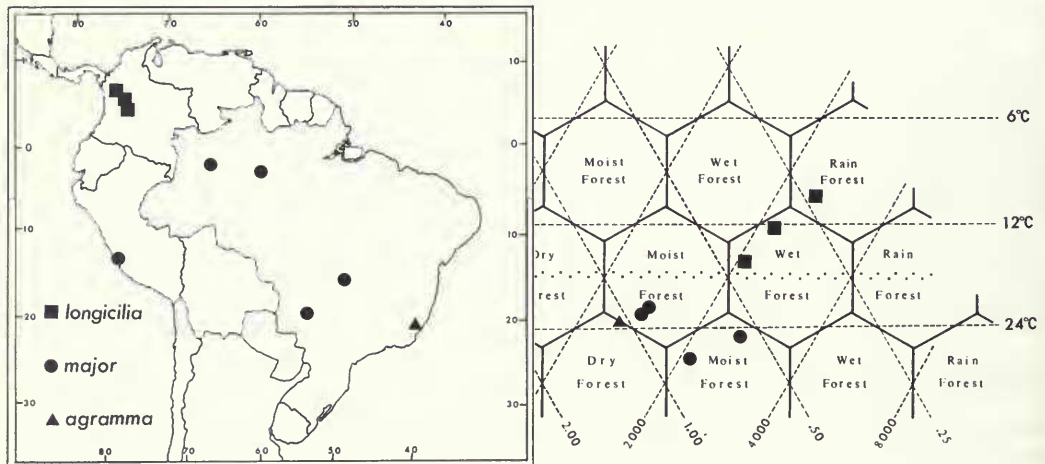 80 70 60 50 40
10
0
10
20
30
80 70 60 50 40
longicilia
major
agramma
10
0
10
20
30
6°C
12°C
24°C
Moist Forest
Wet Forest
Rain Forest
Dry
rest
Moist
Forest
Wet
Forest
Rain
Forest
Dry Forest
Moist Forest
Wet Forest
Rain Forest
2.00 2000 1.00 4000 .50 8000 .25